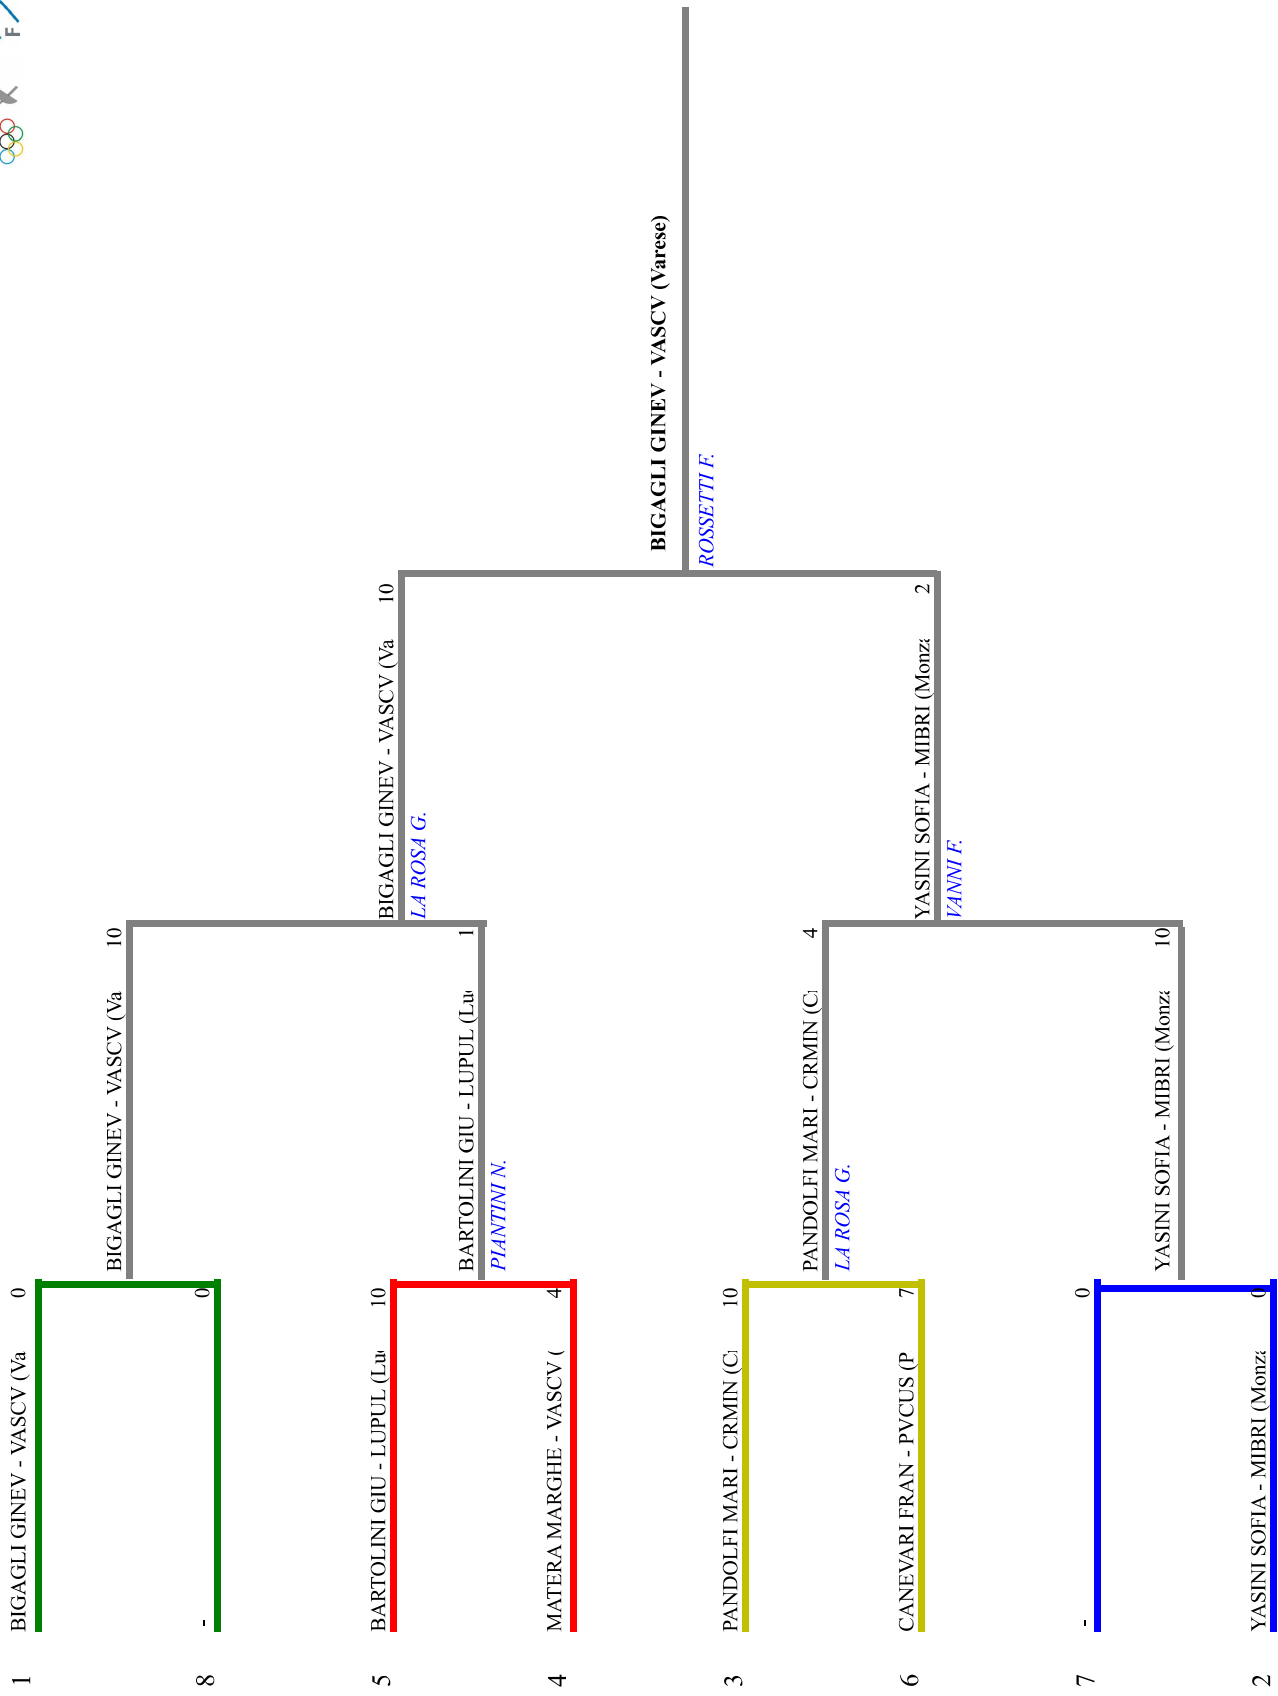 F
1
BIGAGLI GINEV - VASCV (Va
0
8
-
0
5
BARTOLINI GIU - LUPUL (Lu
10
4
MATERA MARGHE - VASCV (
4
3
PANDOLFI MARI - CRMIN (C
10
6
CANEVARI FRAN - PVCUS (P
7
7
-
0
2
YASINI SOFIA - MIBRI (Monz
0
BIGAGLI GINEV - VASCV (Va
10
BARTOLINI GIU - LUPUL (Lu
1
PIANTINI N.
PANDOLFI MARI - CRMIN (C
4
LA ROSA G.
YASINI SOFIA - MIBRI (Monz
10
BIGAGLI GINEV - VASCV (Va
10
LA ROSA G.
YASINI SOFIA - MIBRI (Monz
2
VANNI F.
BIGAGLI GINEV - VASCV (Varese)
ROSSETTI F.